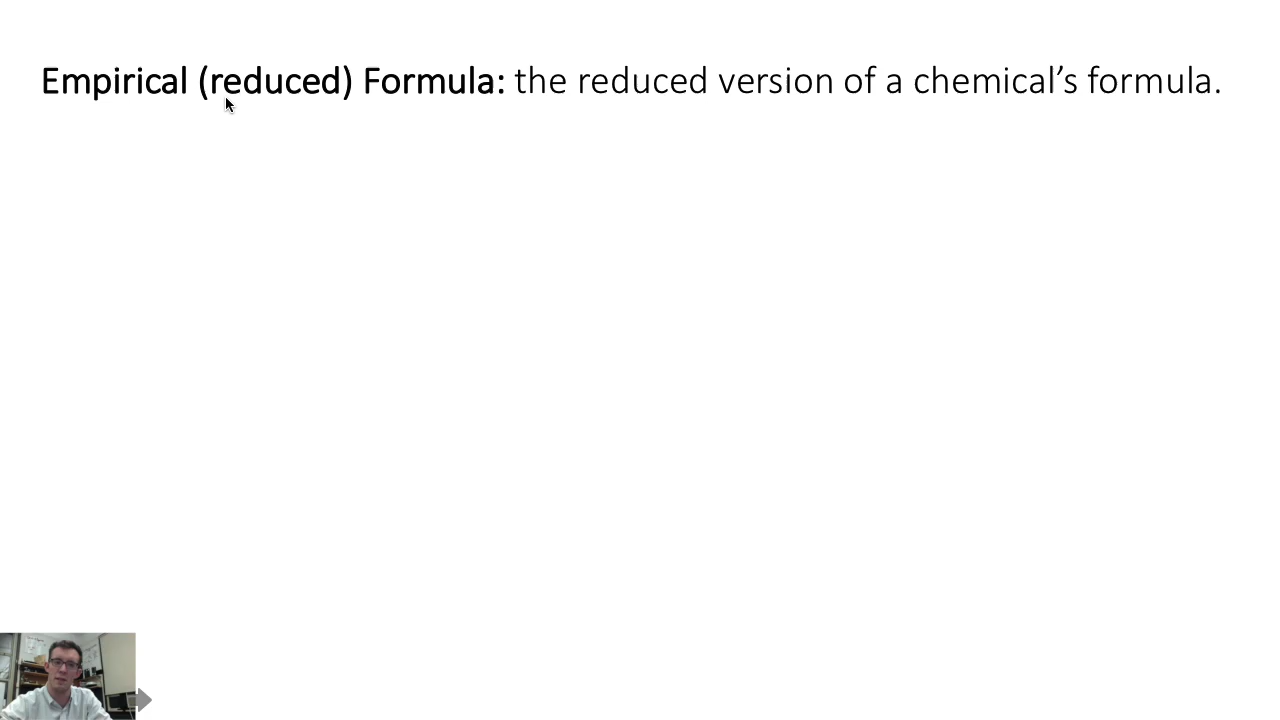 Empirical (reduced) Formula: the reduced version of a chemical’s formula.